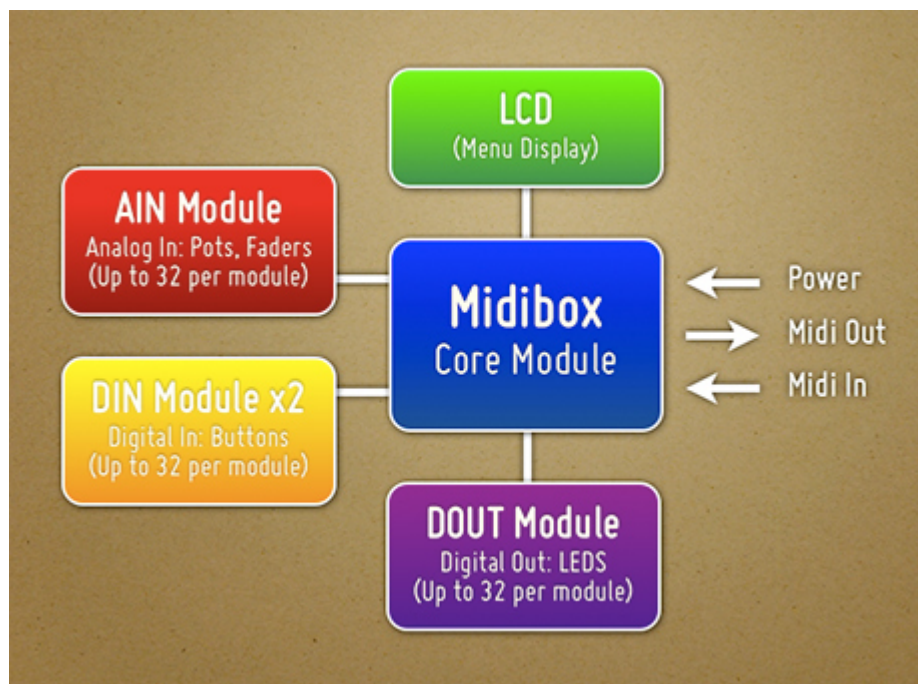 LCD
(Menu Display)
AIN Module
Analog In: Pots, Faders
(Up to 32 per module)
Midibox
Core Module
Power
Midi Out
Midi In
DIN Module x2
Digital In: Buttons
(Up to 32 per module)
DOUT Module
Digital Out: LEDS
(Up to 32 per module)